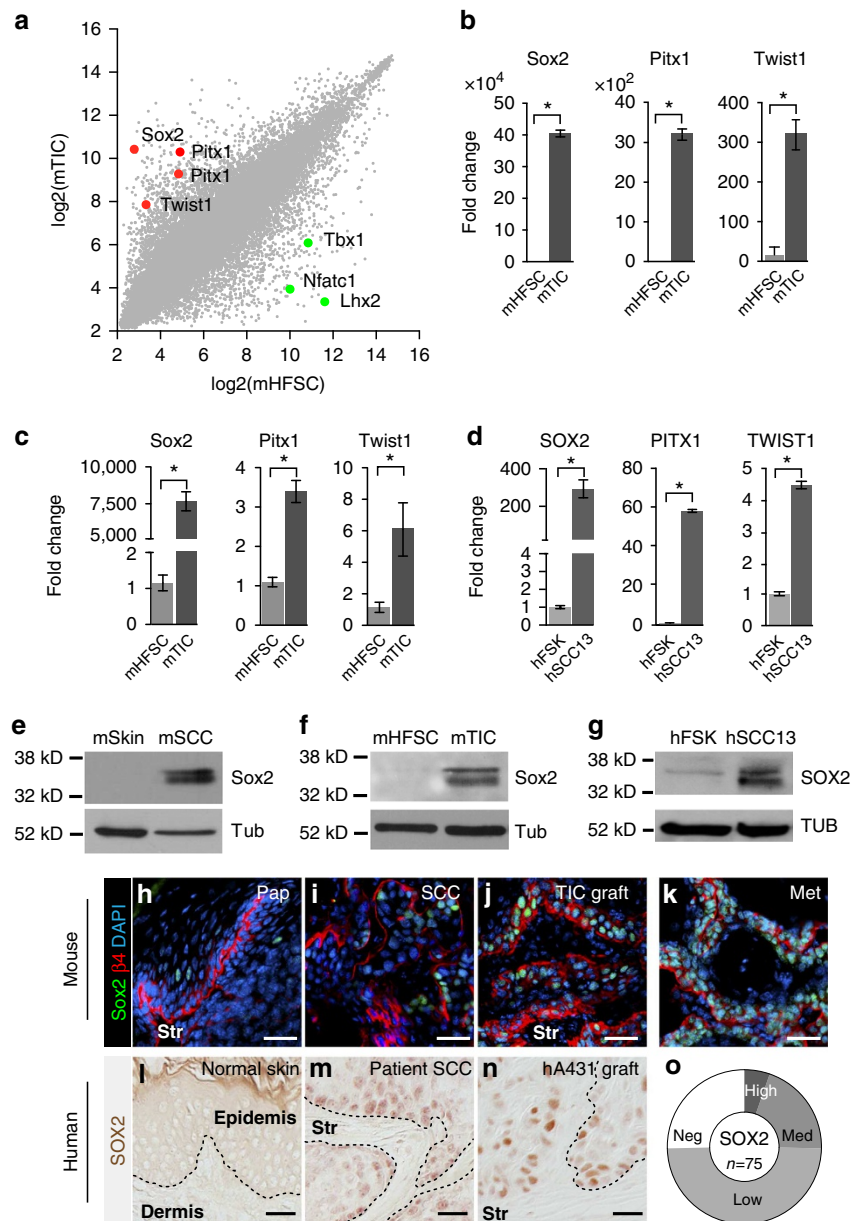 a
16
14
12
10
8
6
4
2
log2(mTIC)
Sox2
Pitx1
Pitx1
Twist1
Tbx1
Nfatc1
Lhx2
2 4 6 8 10 12 14 16
log2(mHFSC)
b
Sox2 Pitx1 Twist1
×10⁴ ×10² 
Fold change
50
40
30
20
10
0
*
mHFSC
mTIC
40
30
20
10
0
*
mHFSC
mTIC
400
300
200
100
0
*
mHFSC
mTIC
c
Sox2 Pitx1 Twist1
Fold change
10,000
7,500
5,000
2
1
0
*
mHFSC
mTIC
4
3
2
1
0
*
mHFSC
mTIC
10
8
6
4
2
0
*
mHFSC
mTIC
d
SOX2 PITX1 TWIST1
Fold change
400
200
4
3
2
1
0
*
hFSK
hSCC13
80
60
40
20
0
*
hFSK
hSCC13
5
4
3
2
1
0
*
hFSK
hSCC13
e
mSkin mSCC
38 kD
32 kD
52 kD
Sox2
Tub
f
mHFSC mTIC
38 kD
32 kD
52 kD
Sox2
Tub
g
hFSK hSCC13
38 kD
32 kD
52 kD
SOX2
TUB
Mouse
Sox2 β4 DAPI
h Pap
Str
i SCC
j TIC graft
Str
k Met
Human
SOX2
l Normal skin
Epidemis
Dermis
m Patient SCC
Str
n hA431 graft
Str
o
High
Med
Low
Neg
SOX2
n=75